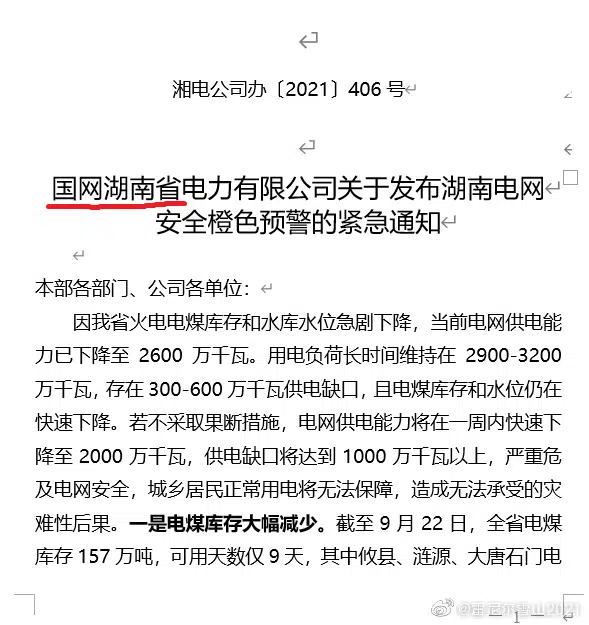 湘电公司办〔2021〕406 号
国网湖南省电力有限公司关于发布湖南电网
安全橙色预警的紧急通知
本部各部门、公司各单位：
因我省火电电煤库存和水库水位急剧下降，当前电网供电能
力已下降至 2600 万千瓦。用电负荷长时间维持在 2900-3200
万千瓦，存在 300-600 万千瓦供电缺口，且电煤库存和水位仍在
快速下降。若不采取果断措施，电网供电能力将在一周内快速下
降至 2000 万千瓦，供电缺口将达到 1000 万千瓦以上，严重危
及电网安全，城乡居民正常用电将无法保障，造成无法承受的灾
难性后果。一是电煤库存大幅减少。截至 9 月 22 日，全省电煤
库存 157 万吨，可用天数仅 9 天，其中攸县、涟源、大唐石门电
— 1 —